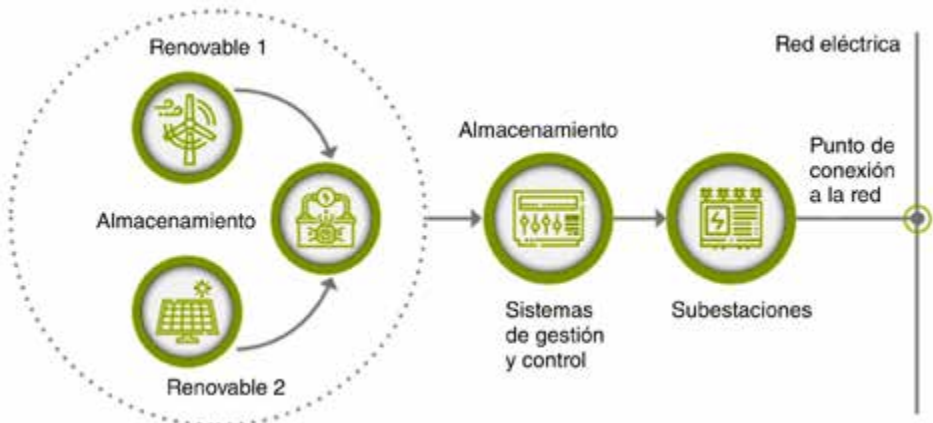 Renovable 1
Almacenamiento
Renovable 2
Almacenamiento
Sistemas
de gestión
y control
Subestaciones
Red eléctrica
Punto de
conexión
a la red